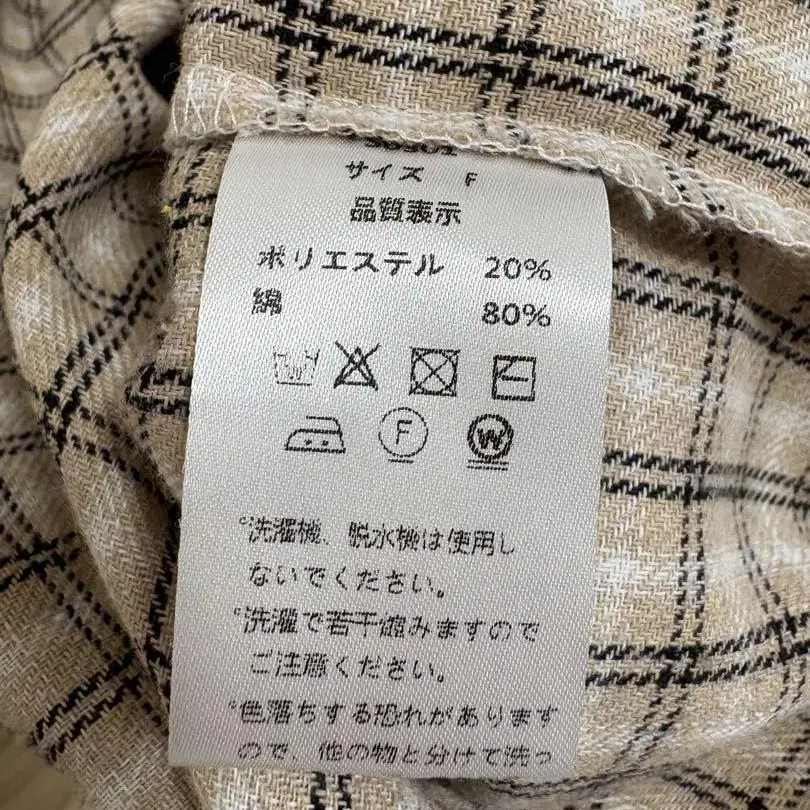 サイズ F
品質表示
ポリエステル 20%
綿 80%
F
W
°洗濯機、脱水機は使用し
ないでください。
°洗濯で若干縮みますので
ご注意ください。
°色落ちする恐れがあります
ので、他の物と分けて洗っ